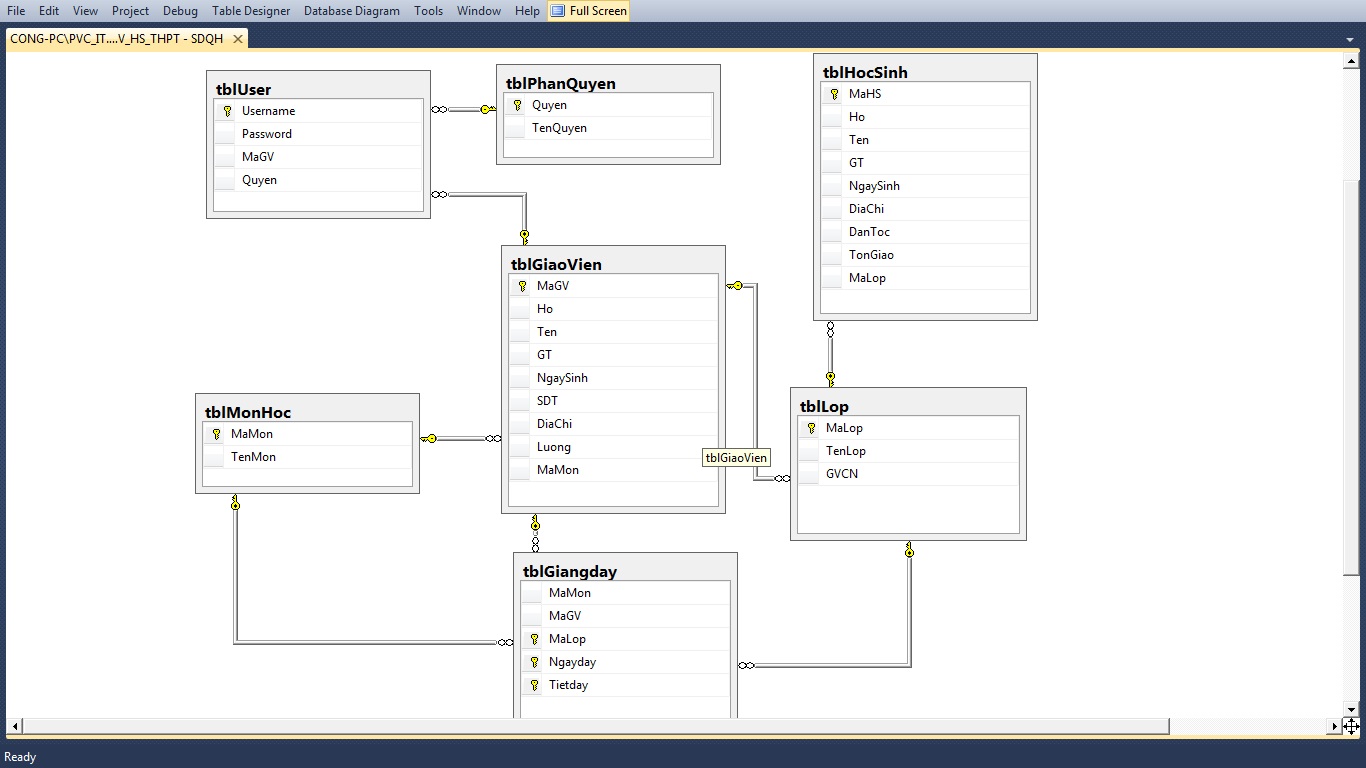 File Edit View Project Debug Table Designer Database Diagram Tools Window Help Full Screen
CONG-PC\PVC_IT....V_HS_THPT - SDQH
tblUser
Username
Password
MaGV
Quyen
tblPhanQuyen
Quyen
TenQuyen
tblHocSinh
MaHS
Ho
Ten
GT
NgaySinh
DiaChi
DanToc
TonGiao
MaLop
tblGiaoVien
MaGV
Ho
Ten
GT
NgaySinh
SDT
DiaChi
Luong
MaMon
tblMonHoc
MaMon
TenMon
tblGiaoVien
tblLop
MaLop
TenLop
GVCN
tblGiangday
MaMon
MaGV
MaLop
Ngayday
Tietday
Ready